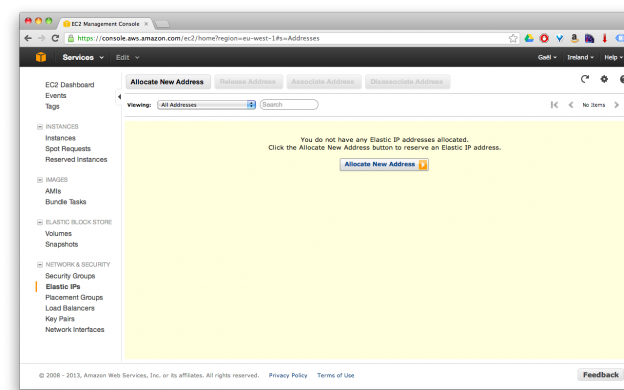 EC2 Management Console
https://console.aws.amazon.com/ec2/home?region=eu-west-1#s=Addresses
Services Edit Gaël Ireland Help
EC2 Dashboard
Events
Tags
INSTANCES
Instances
Spot Requests
Reserved Instances
IMAGES
AMIs
Bundle Tasks
ELASTIC BLOCK STORE
Volumes
Snapshots
NETWORK & SECURITY
Security Groups
Elastic IPs
Placement Groups
Load Balancers
Key Pairs
Network Interfaces
Allocate New Address Release Address Associate Address Disassociate Address
Viewing: All Addresses Search No Items
You do not have any Elastic IP addresses allocated.
Click the Allocate New Address button to reserve an Elastic IP address.
Allocate New Address
© 2008 - 2013, Amazon Web Services, Inc. or its affiliates. All rights reserved. Privacy Policy Terms of Use Feedback